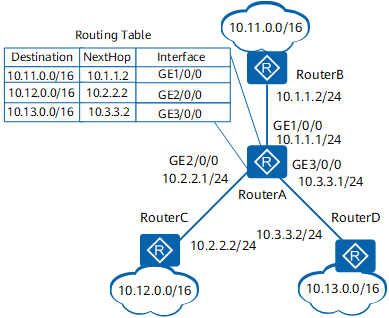 10.11.0.0/16
Routing Table
Destination NextHop Interface
10.11.0.0/16 10.1.1.2 GE1/0/0
10.12.0.0/16 10.2.2.2 GE2/0/0
10.13.0.0/16 10.3.3.2 GE3/0/0
R
RouterB
10.1.1.2/24
GE1/0/0
10.1.1.1/24
GE2/0/0
10.2.2.1/24
R
GE3/0/0
10.3.3.1/24
RouterA
RouterC
RouterD
R
10.2.2.2/24
10.3.3.2/24
R
10.12.0.0/16
10.13.0.0/16